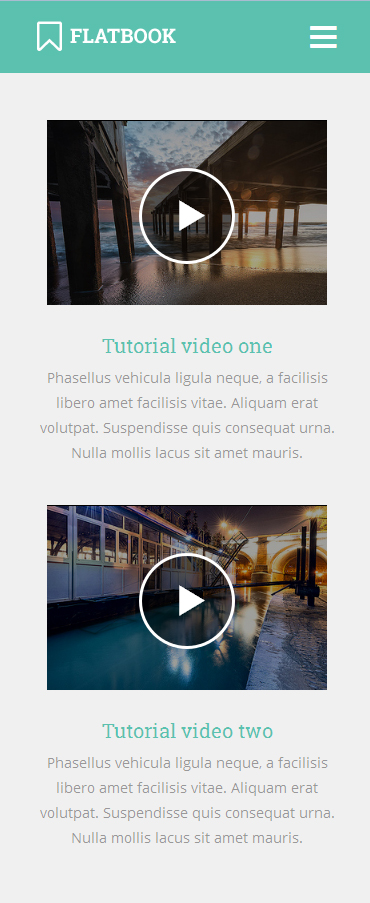 FLATBOOK
Tutorial video one
Phasellus vehicula ligula neque, a facilisis
libero amet facilisis vitae. Aliquam erat
volutpat. Suspendisse quis consequat urna.
Nulla mollis lacus sit amet mauris.
Tutorial video two
Phasellus vehicula ligula neque, a facilisis
libero amet facilisis vitae. Aliquam erat
volutpat. Suspendisse quis consequat urna.
Nulla mollis lacus sit amet mauris.